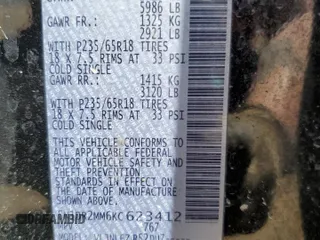 5986 LB
GAWR FR.: 1325 KG
2921 LB
WITH P235/65R18 TIRES
18 X 7.5 RIMS AT 33 PSI
COLD SINGLE
GAWR RR.: 1415 KG
3120 LB
WITH P235/65R18 TIRES
18 X 7.5 RIMS AT 33 PSI
COLD SINGLE
THIS VEHICLE CONFORMS
TO ALL APPLICABLE FEDERAL
MOTOR VEHICLE SAFETY
AND THEFT PREVENTION
STANDARDS IN EFFECT ON
THE DATE OF MANUFACTURE
SHOWN ABOVE.
2MM6KC623412
MPV 767